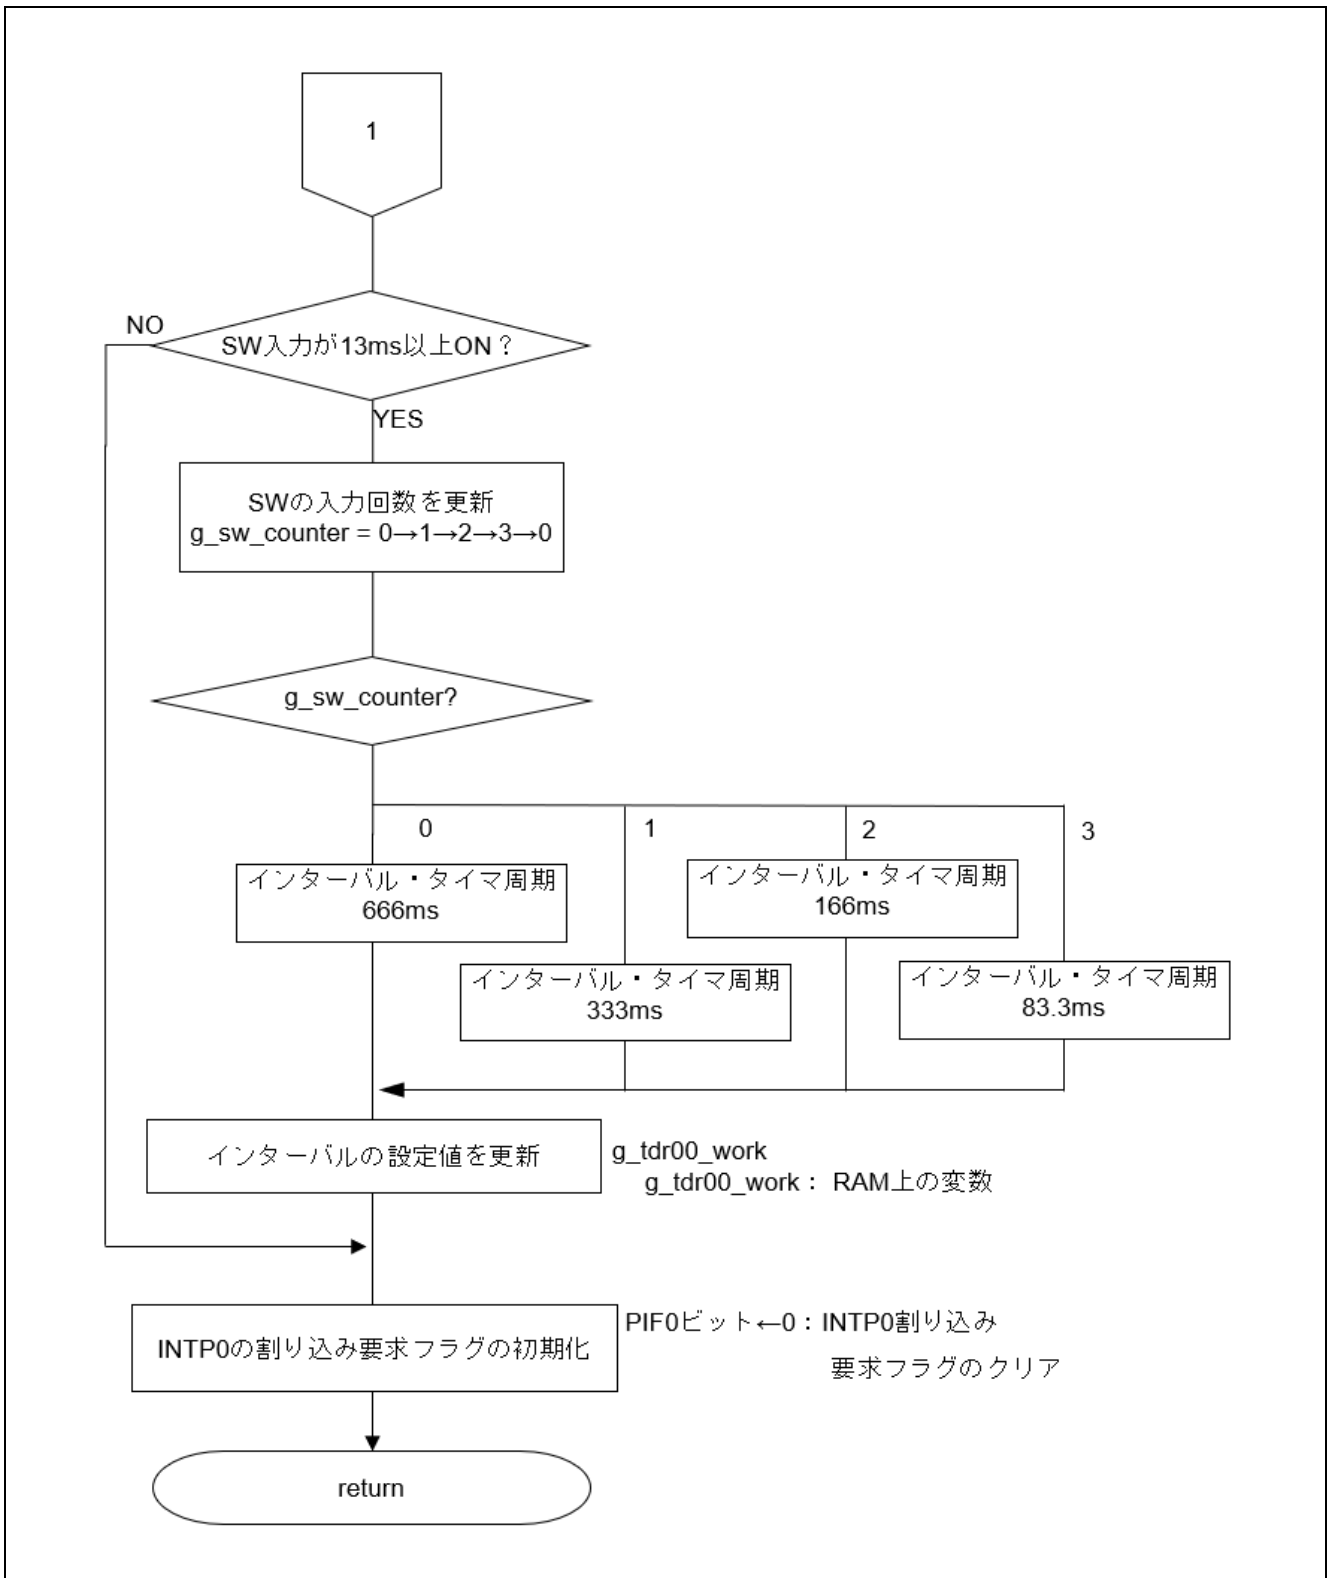 1
NO
SW入力が13ms以上ON？
YES
SWの入力回数を更新
g_sw_counter = 0→1→2→3→0
g_sw_counter?
0
1
2
3
インターバル・タイマ周期
666ms
インターバル・タイマ周期
166ms
インターバル・タイマ周期
333ms
インターバル・タイマ周期
83.3ms
インターバルの設定値を更新
g_tdr00_work
g_tdr00_work： RAM上の変数
INTP0の割り込み要求フラグの初期化
PIF0ビット←0：INTP0割り込み
要求フラグのクリア
return